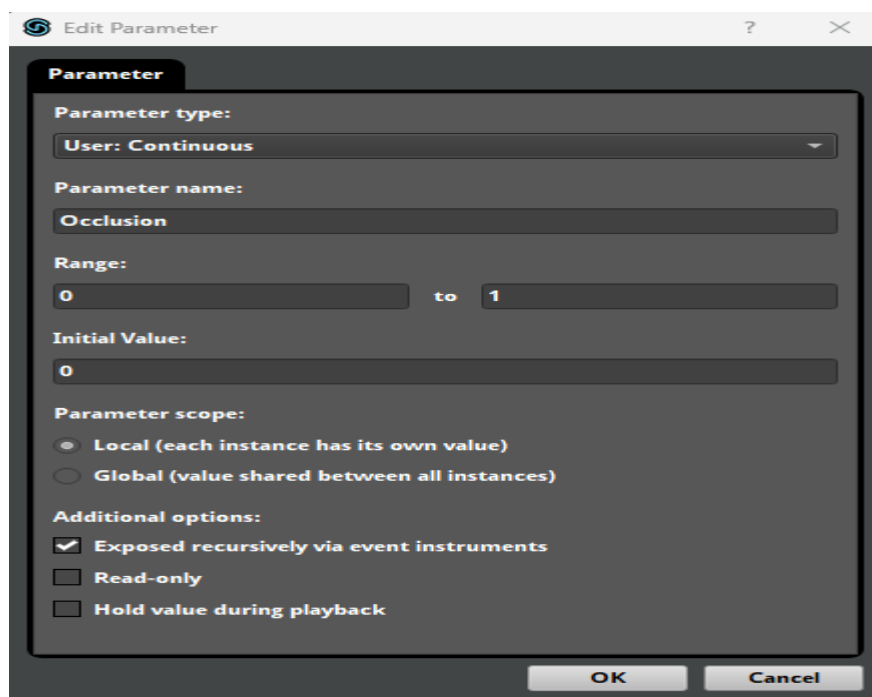 Edit Parameter ?
Parameter
Parameter type:
User: Continuous
Parameter name:
Occlusion
Range:
0 to 1
Initial Value:
0
Parameter scope:
Local (each instance has its own value)
Global (value shared between all instances)
Additional options:
Exposed recursively via event instruments
Read-only
Hold value during playback
OK Cancel